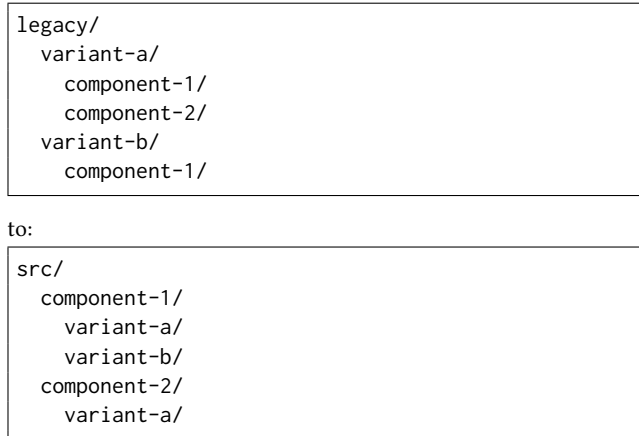 legacy/
  variant-a/
    component-1/
    component-2/
  variant-b/
    component-1/
to:
src/
  component-1/
    variant-a/
    variant-b/
  component-2/
    variant-a/